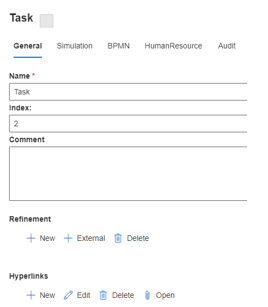 Task
General Simulation BPMN HumanResource Audit
Name *
Task
Index:
2
Comment
Refinement
New External Delete
Hyperlinks
New Edit Delete Open